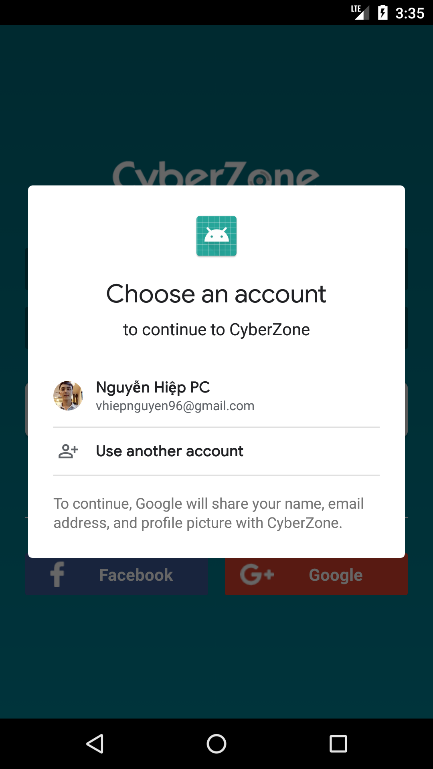 LTE 3:35
CyberZone
Choose an account
to continue to CyberZone
Nguyễn Hiệp PC
vhiepnguyen96@gmail.com
Use another account
To continue, Google will share your name, email
address, and profile picture with CyberZone.
f Facebook G+ Google